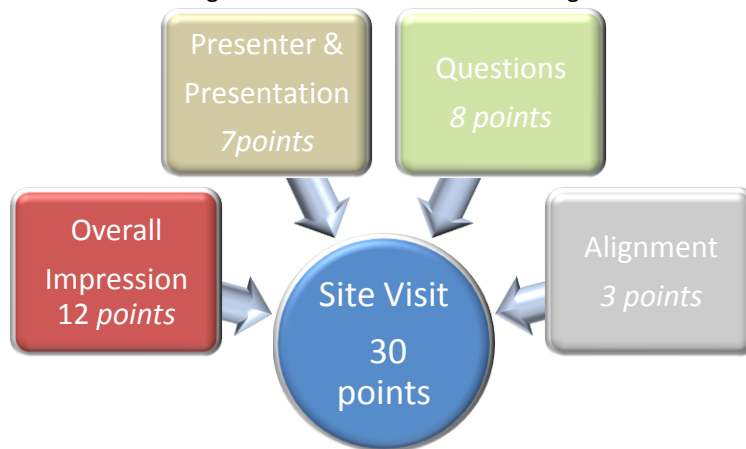 Presenter &
Presentation
7points
Questions
8 points
Overall
Impression
12 points
Alignment
3 points
Site Visit
30
points